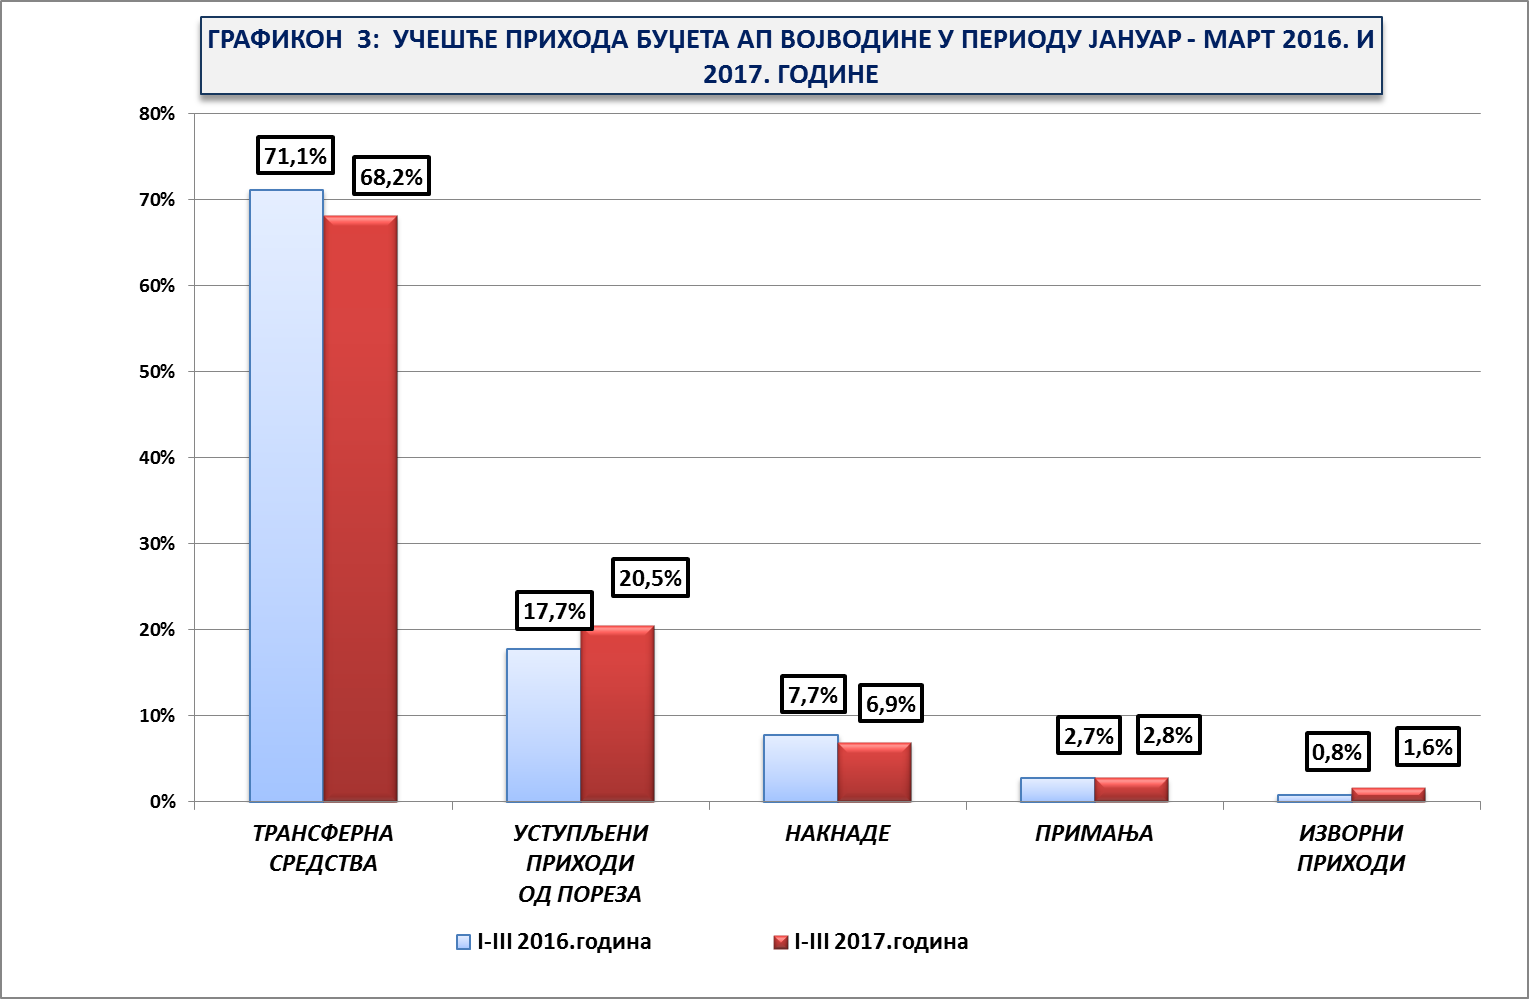 ГРАФИКОН  3:  УЧЕШЋЕ ПРИХОДА БУЏЕТА АП ВОЈВОДИНЕ У ПЕРИОДУ ЈАНУАР - МАРТ 2016. И
2017. ГОДИНЕ
80%
70%
60%
50%
40%
30%
20%
10%
0%
71,1%
68,2%
17,7%
20,5%
7,7%
6,9%
2,7%
2,8%
0,8%
1,6%
ТРАНСФЕРНА
СРЕДСТВА
УСТУПЉЕНИ
ПРИХОДИ
ОД ПОРЕЗА
НАКНАДЕ
ПРИМАЊА
ИЗВОРНИ
ПРИХОДИ
I-III 2016.година
I-III 2017.година